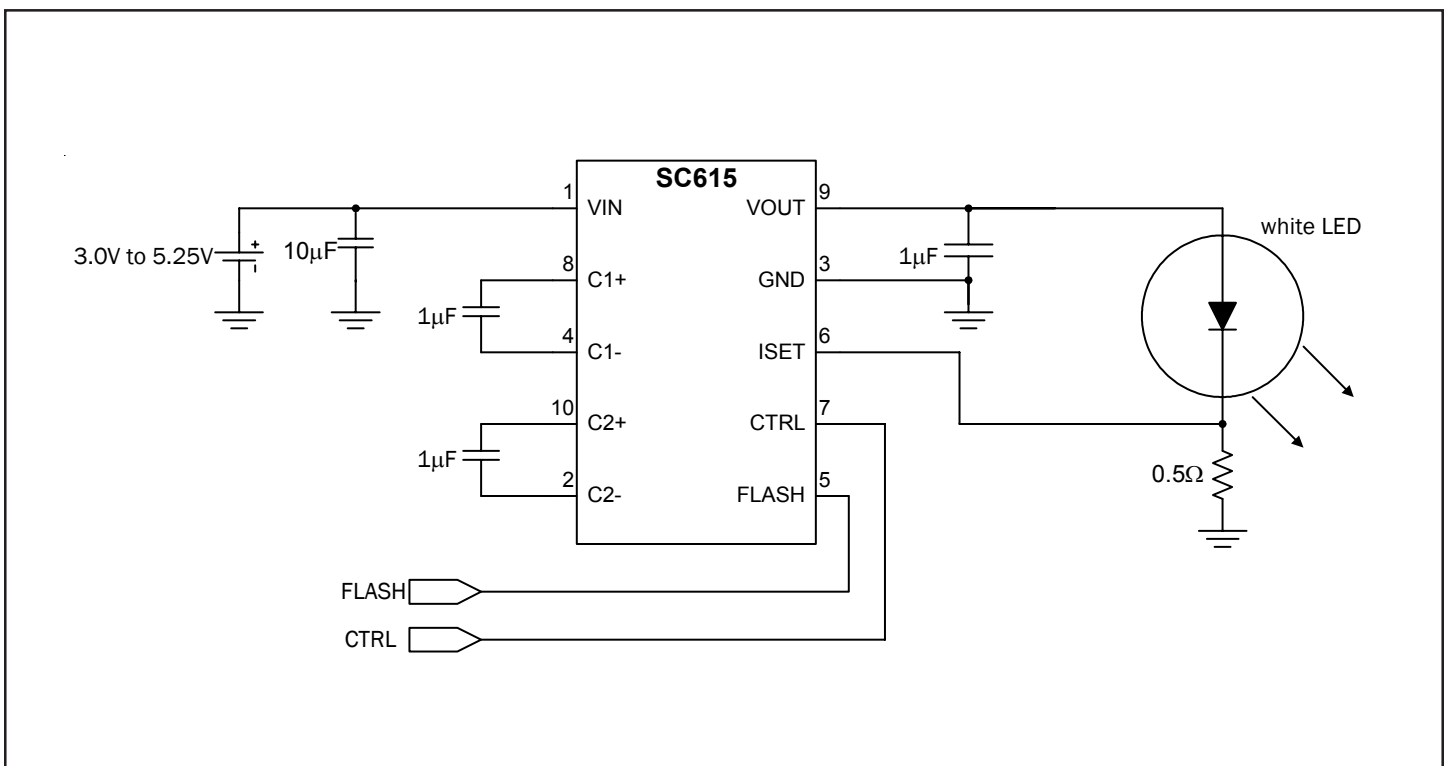 SC615
1
VIN
VOUT
9
white LED
3.0V to 5.25V
+
-
10µF
8
C1+
1µF
GND
3
1µF
4
C1-
ISET
6
10
C2+
CTRL
7
1µF
2
C2-
FLASH
5
0.5Ω
FLASH
CTRL